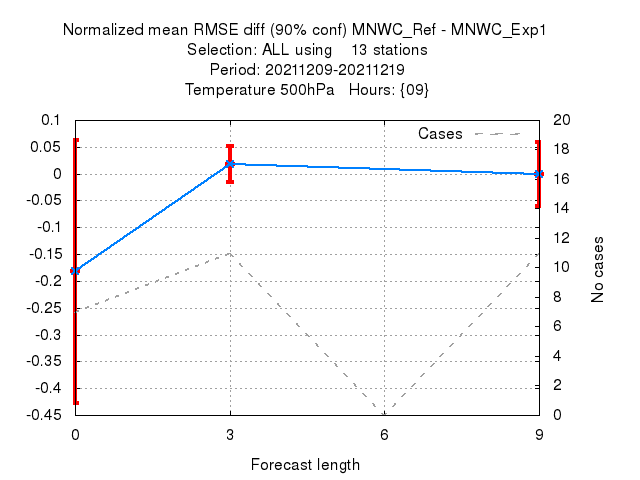 Normalized mean RMSE diff (90% conf) MNWC_Ref - MNWC_Exp1
Selection: ALL using    13 stations
Period: 20211209-20211219
Temperature 500hPa   Hours: {09}
0.1
0.05
0
-0.05
-0.1
-0.15
-0.2
-0.25
-0.3
-0.35
-0.4
-0.45
Cases
20
18
16
14
12
10
8
6
4
2
0
No cases
0 3 6 9
Forecast length